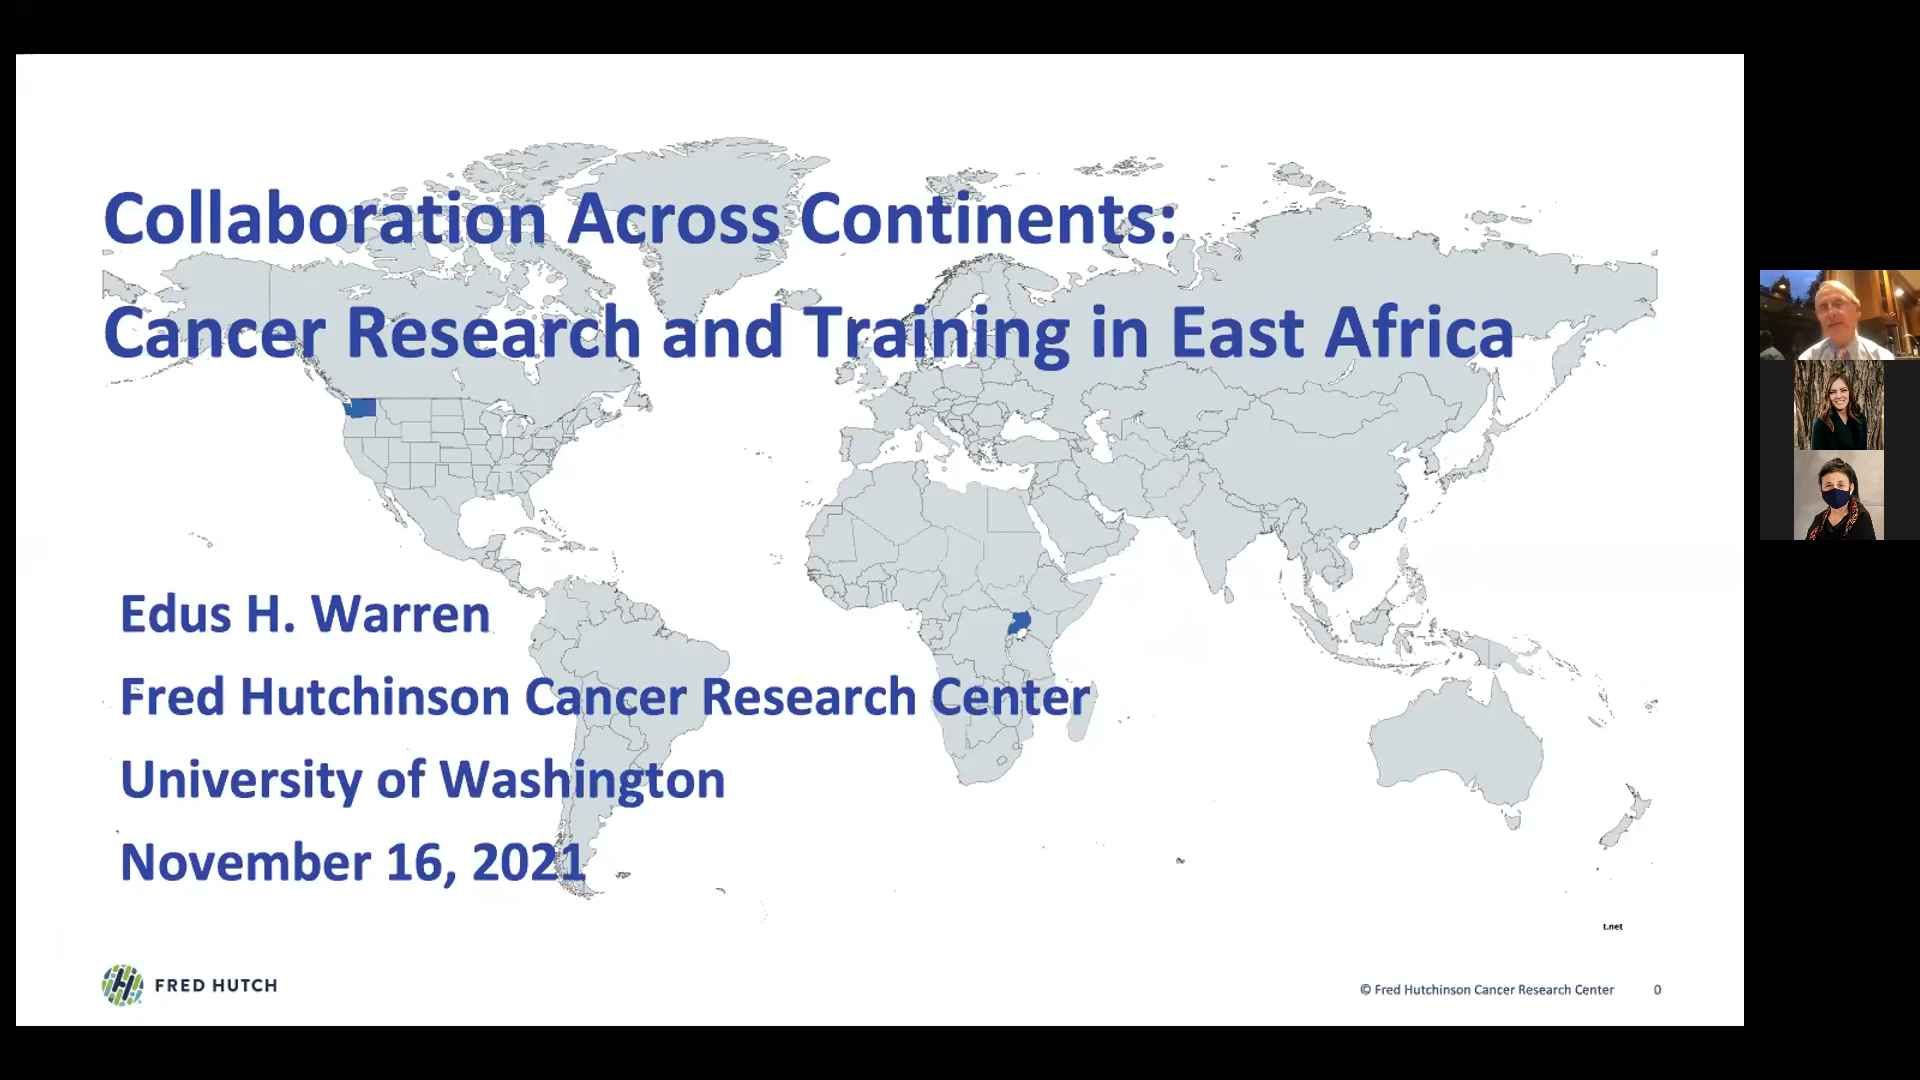 Collaboration Across Continents:
Cancer Research and Training in East Africa
Edus H. Warren
Fred Hutchinson Cancer Research Center
University of Washington
November 16, 2021
t.net
FRED HUTCH
© Fred Hutchinson Cancer Research Center 0